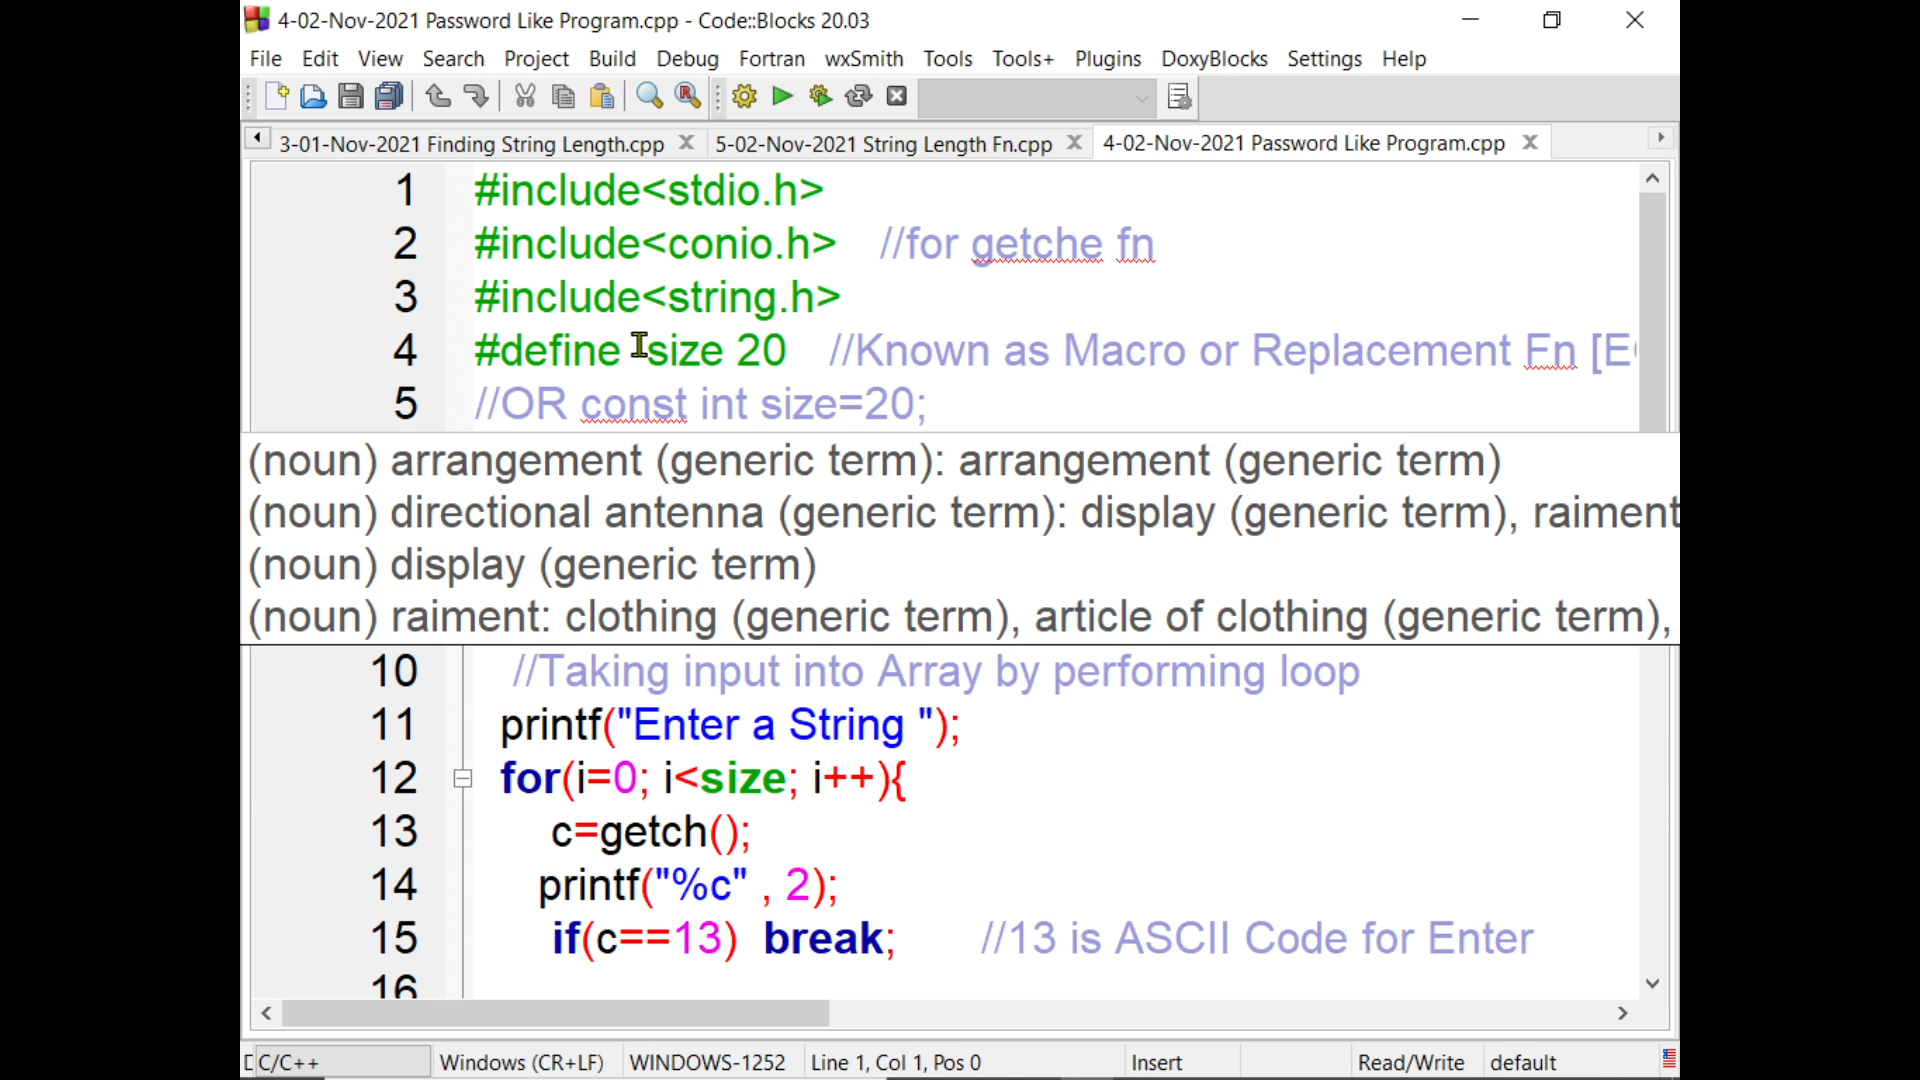 4-02-Nov-2021 Password Like Program.cpp - Code::Blocks 20.03
File Edit View Search Project Build Debug Fortran wxSmith Tools Tools+ Plugins DoxyBlocks Settings Help
3-01-Nov-2021 Finding String Length.cpp 5-02-Nov-2021 String Length Fn.cpp 4-02-Nov-2021 Password Like Program.cpp
1 #include<stdio.h>
2 #include<conio.h> //for getche fn
3 #include<string.h>
4 #define size 20 //Known as Macro or Replacement Fn [E
5 //OR const int size=20;
(noun) arrangement (generic term): arrangement (generic term)
(noun) directional antenna (generic term): display (generic term), raiment
(noun) display (generic term)
(noun) raiment: clothing (generic term), article of clothing (generic term),
10 //Taking input into Array by performing loop
11 printf("Enter a String ");
12 for(i=0; i<size; i++){
13 c=getch();
14 printf("%c" , 2);
15 if(c==13) break; //13 is ASCII Code for Enter
16
C/C++ Windows (CR+LF) WINDOWS-1252 Line 1, Col 1, Pos 0 Insert Read/Write default